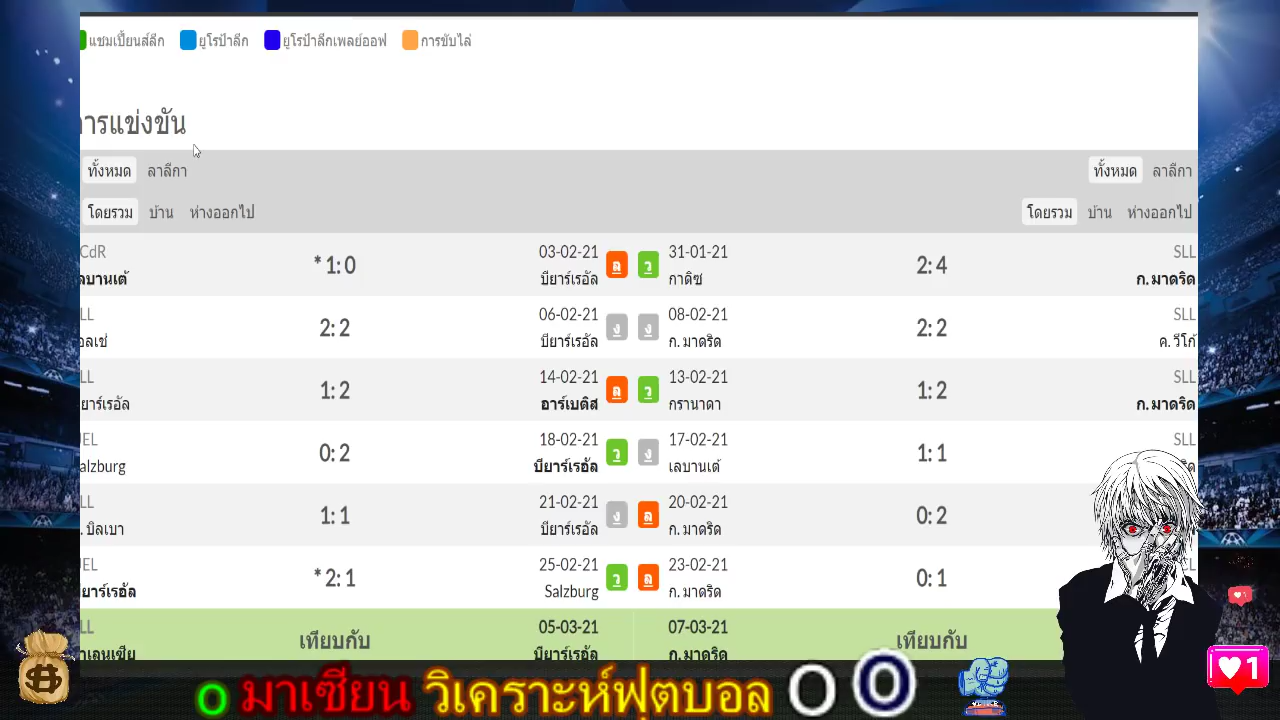 แชมเปี้ยนส์ลีก ยูโรป้าลีก ยูโรป้าลีกเพลย์ออฟ การขับไล่
ารแข่งขัน
ทั้งหมด ลาลีกา ทั้งหมด ลาลีกา
โดยรวม บ้าน ห่างออกไป โดยรวม บ้าน ห่างออกไป
CdR 03-02-21 31-01-21 SLL
* 1:0 ล ว 2:4
ลบานเต้ บียาร์เรอัล กาดิซ ก. มาดริด
LL 06-02-21 08-02-21 SLL
2:2 ง ง 2:2
อลเช่ บียาร์เรอัล ก. มาดริด ค. วีโก้
LL 14-02-21 13-02-21 SLL
1:2 ล ว 1:2
ยาร์เรอัล อาร์เบติส กรานาดา ก. มาดริด
JEL 18-02-21 17-02-21 SLL
0:2 ว ง 1:1
alzburg บียาร์เรอัล เลบานเต้
LL 21-02-21 20-02-21
1:1 ง ล 0:2
. บิลเบา บียาร์เรอัล ก. มาดริด
JEL 25-02-21 23-02-21
* 2:1 ว ล 0:1
ยาร์เรอัล Salzburg ก. มาดริด
LL 05-03-21 07-03-21
เทียบกับ เทียบกับ
าเลนเซีย บียาร์เรอัล ก. มาดริด
o มาเซียน วิเคราะห์ฟุตบอล O O
1